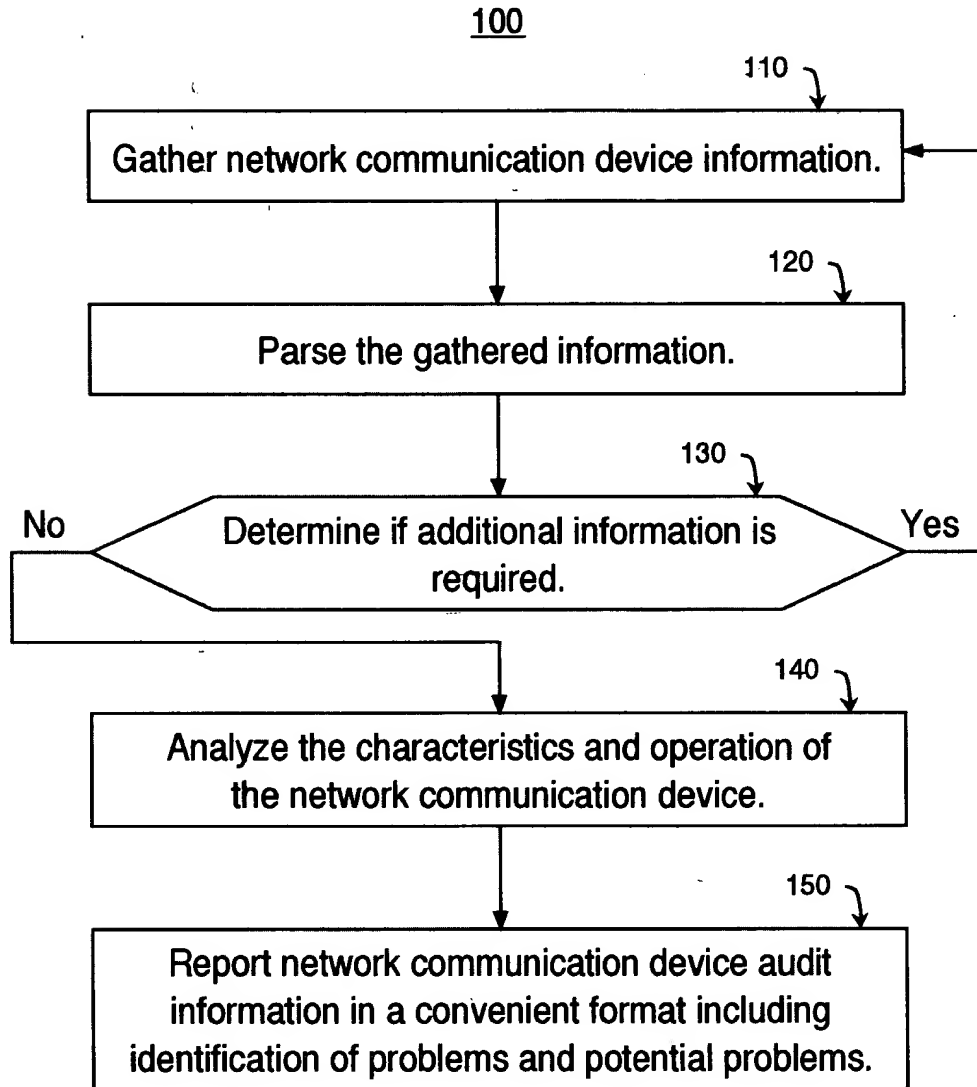 100
110
Gather network communication device information.
120
Parse the gathered information.
130
No
Determine if additional information is
required.
Yes
140
Analyze the characteristics and operation of
the network communication device.
150
Report network communication device audit
information in a convenient format including
identification of problems and potential problems.